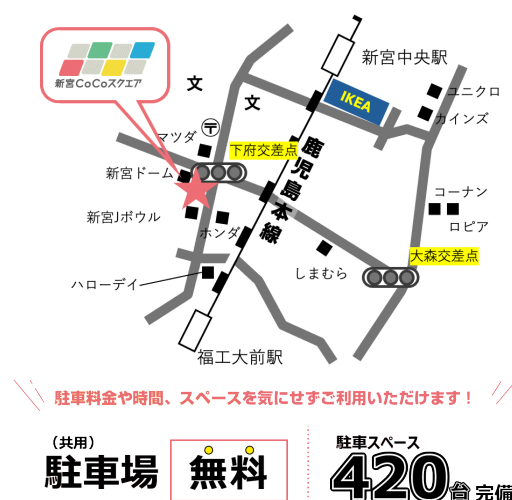 新宮中央駅
新宮CoCoスクエア
文
ユニクロ
文
IKEA
カインズ
〒
マツダ
下府交差点
鹿児島本線
新宮ドーム
コーナン
新宮Jボウル
ホンダ
ロピア
大森交差点
しまむら
ハローデイ
福工大前駅
駐車料金や時間、スペースを気にせずご利用いただけます！
（共用）
駐車場
無料
駐車スペース
420台完備